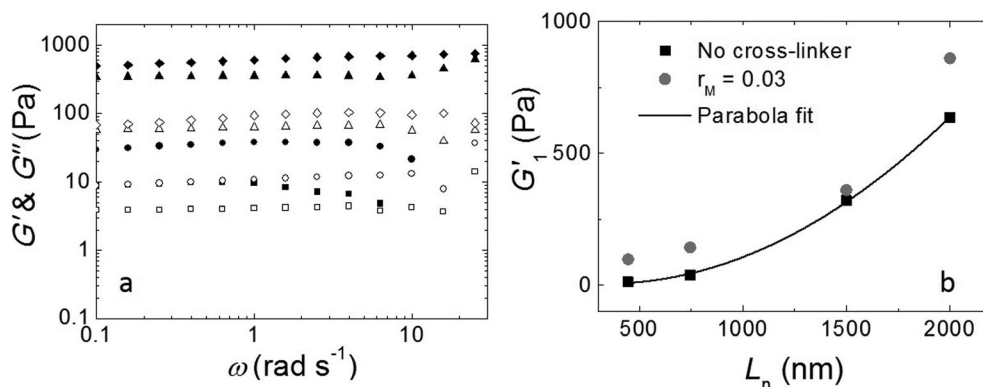 1000
100
10
1
0.1
G' & G'' (Pa)
a
0.1
1
10
ω (rad s⁻¹)
1000
500
0
G'₁ (Pa)
No cross-linker
r_M = 0.03
Parabola fit
b
500
1000
1500
2000
L_n (nm)